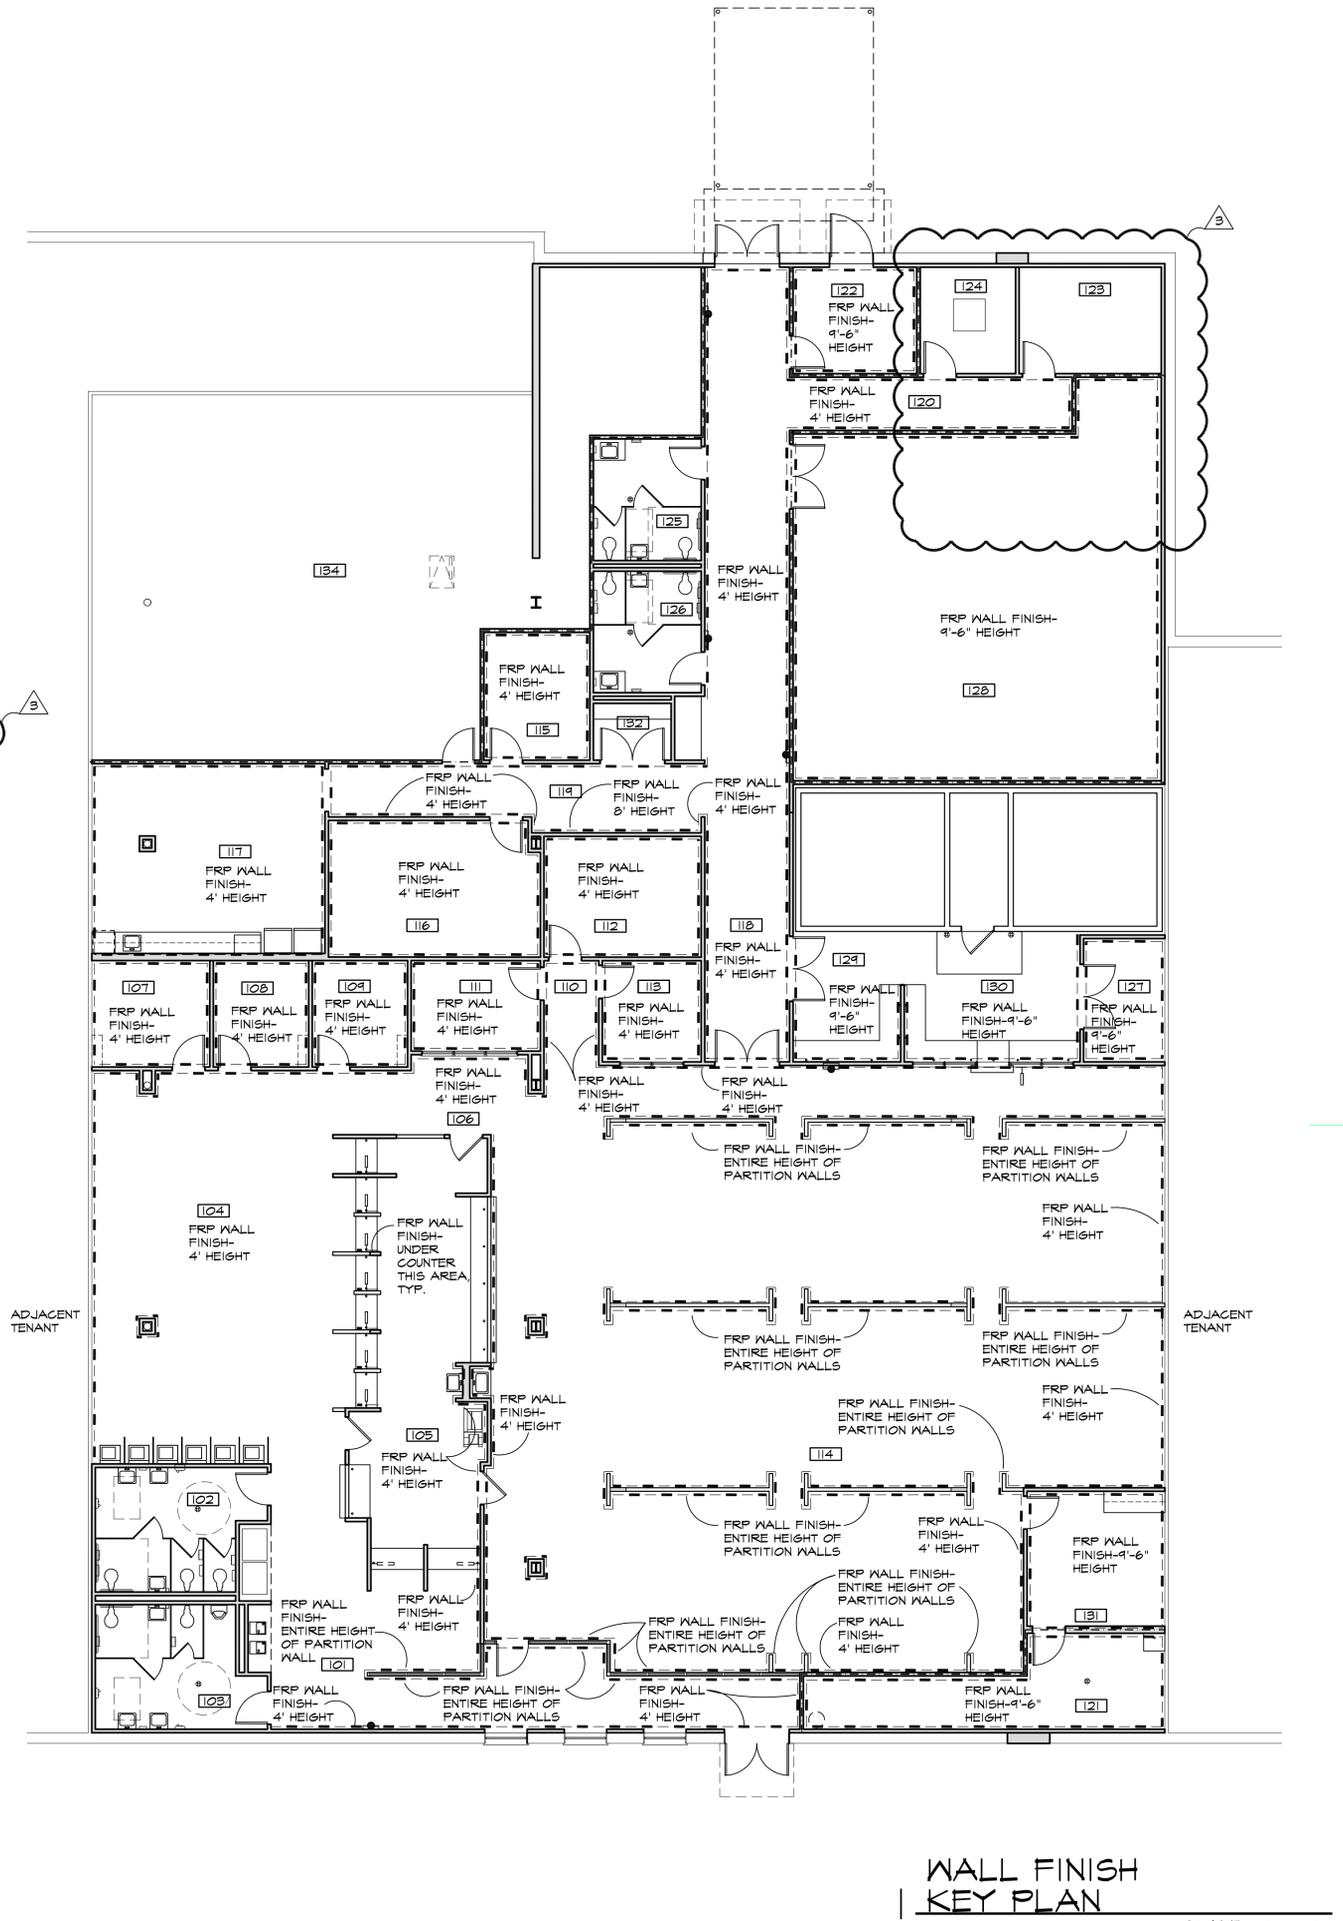 3
122
FRP WALL
FINISH-
9'-6"
HEIGHT
124
123
FRP WALL
FINISH-
4' HEIGHT
120
125
126
134
FRP WALL
FINISH-
4' HEIGHT
FRP WALL FINISH-
9'-6" HEIGHT
128
3
FRP WALL
FINISH-
4' HEIGHT
115
132
FRP WALL
FINISH-
4' HEIGHT
119
FRP WALL
FINISH-
8' HEIGHT
FRP WALL
FINISH-
4' HEIGHT
117
FRP WALL
FINISH-
4' HEIGHT
FRP WALL
FINISH-
4' HEIGHT
116
FRP WALL
FINISH-
4' HEIGHT
112
118
FRP WALL
FINISH-
4' HEIGHT
107
FRP WALL
FINISH-
4' HEIGHT
108
FRP WALL
FINISH-
4' HEIGHT
109
FRP WALL
FINISH-
4' HEIGHT
111
FRP WALL
FINISH-
4' HEIGHT
110
113
FRP WALL
FINISH-
4' HEIGHT
129
FRP WALL
FINISH-
9'-6"
HEIGHT
130
FRP WALL
FINISH-9'-6"
HEIGHT
127
FRP WALL
FINISH-
9'-6"
HEIGHT
FRP WALL
FINISH-
4' HEIGHT
106
FRP WALL
FINISH-
4' HEIGHT
FRP WALL
FINISH-
4' HEIGHT
FRP WALL FINISH-
ENTIRE HEIGHT OF
PARTITION WALLS
FRP WALL FINISH-
ENTIRE HEIGHT OF
PARTITION WALLS
104
FRP WALL
FINISH-
4' HEIGHT
FRP WALL
FINISH-
UNDER
COUNTER
THIS AREA,
TYP.
FRP WALL
FINISH-
4' HEIGHT
ADJACENT
TENANT
ADJACENT
TENANT
FRP WALL FINISH-
ENTIRE HEIGHT OF
PARTITION WALLS
FRP WALL FINISH-
ENTIRE HEIGHT OF
PARTITION WALLS
FRP WALL
FINISH-
4' HEIGHT
FRP WALL
FINISH-
4' HEIGHT
FRP WALL FINISH-
ENTIRE HEIGHT OF
PARTITION WALLS
105
FRP WALL
FINISH-
4' HEIGHT
114
102
FRP WALL FINISH-
ENTIRE HEIGHT OF
PARTITION WALLS
FRP WALL
FINISH-
4' HEIGHT
FRP WALL
FINISH-9'-6"
HEIGHT
131
FRP WALL FINISH-
ENTIRE HEIGHT OF
PARTITION WALLS
FRP WALL
FINISH-
ENTIRE HEIGHT
OF PARTITION
WALL
101
FRP WALL
FINISH-
4' HEIGHT
FRP WALL FINISH-
ENTIRE HEIGHT OF
PARTITION WALLS
FRP WALL
4' HEIGHT
103
FRP WALL
FINISH-
4' HEIGHT
FRP WALL FINISH-
ENTIRE HEIGHT OF
PARTITION WALLS
FRP WALL
FINISH-
4' HEIGHT
FRP WALL
FINISH-9'-6"
HEIGHT
121
WALL FINISH
KEY PLAN